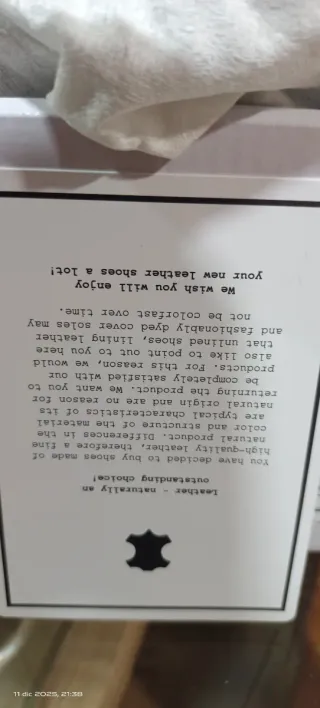 Leather - naturally an
outstanding choice!
You have decided to buy shoes made of
high-quality leather, therefore a fine
natural product. Differences in the
color and structure of the material
are typical characteristics of its
natural origin and are no reason for
returning the product. We want you to
be completely satisfied with our
products. For this reason, we would
also like to point out to you here
that unlined shoes, lining leather
and fashionably dyed cover soles may
not be colorfast over time.
We wish you will enjoy
your new leather shoes a lot!
11 dic 2025, 21:38